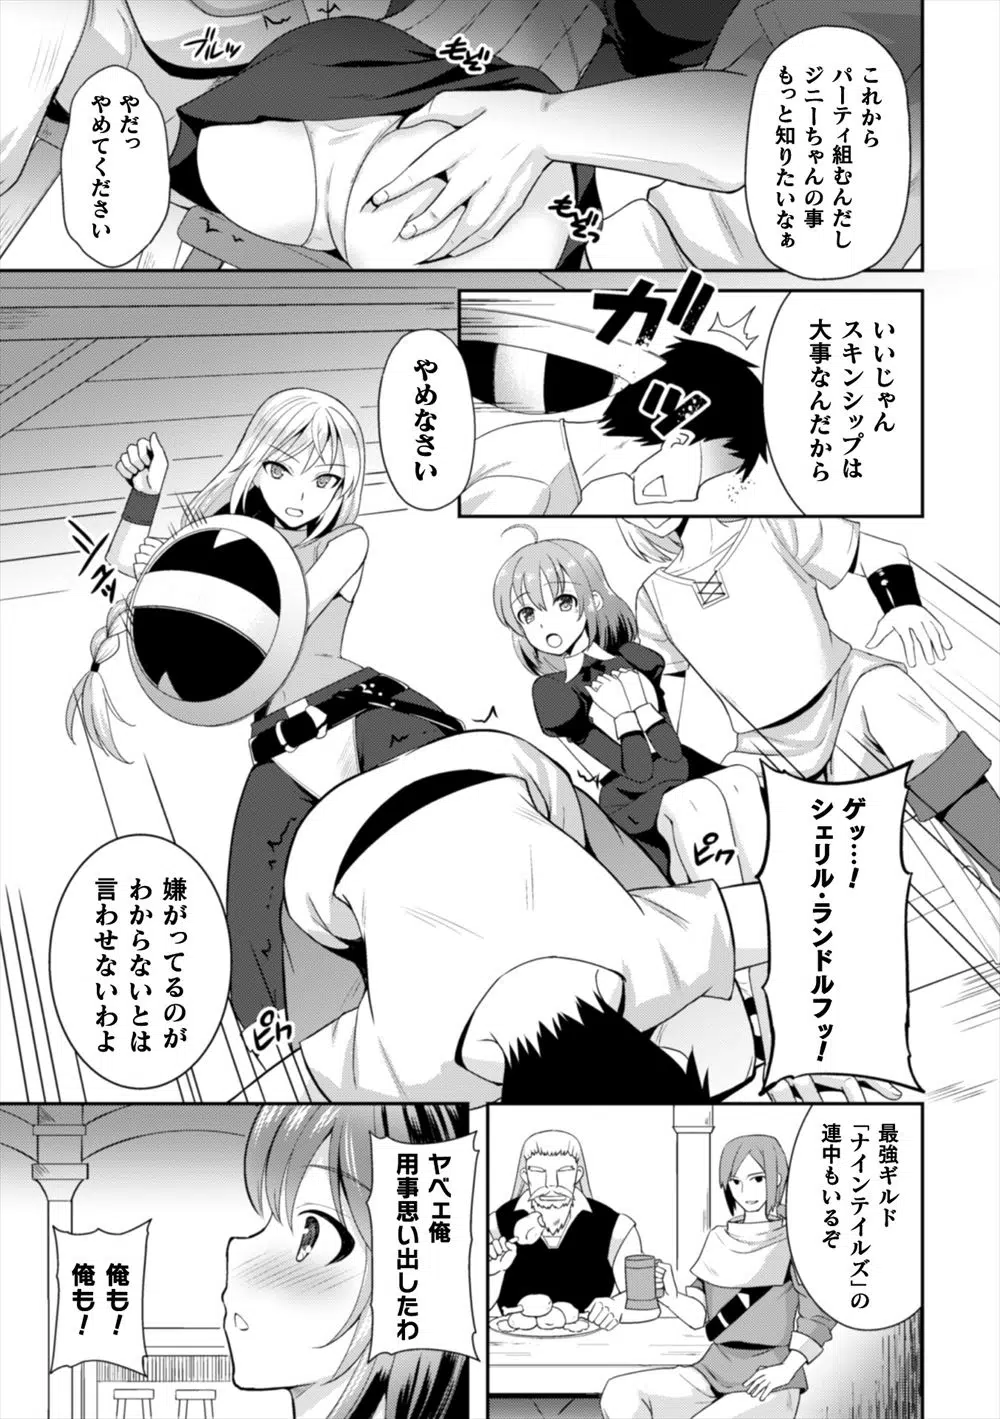 これから
パーティ組むんだし
ジニーちゃんの事
もっと知りたいなぁ
もぞ
ブルッ
もぞっ
やだっ
やめてください
いいじゃん
スキンシップは
大事なんだから
ガッ
やめなさい
グッ
ゲッ…!
シェリル・ランドルフッ!
ピク
ピク
嫌がってるのが
わからないとは
言わせないわよ
最強ギルド
「ナインテイルズ」の
連中もいるぞ
ヤベエ俺
用事思い出したわ
俺も!
俺も!